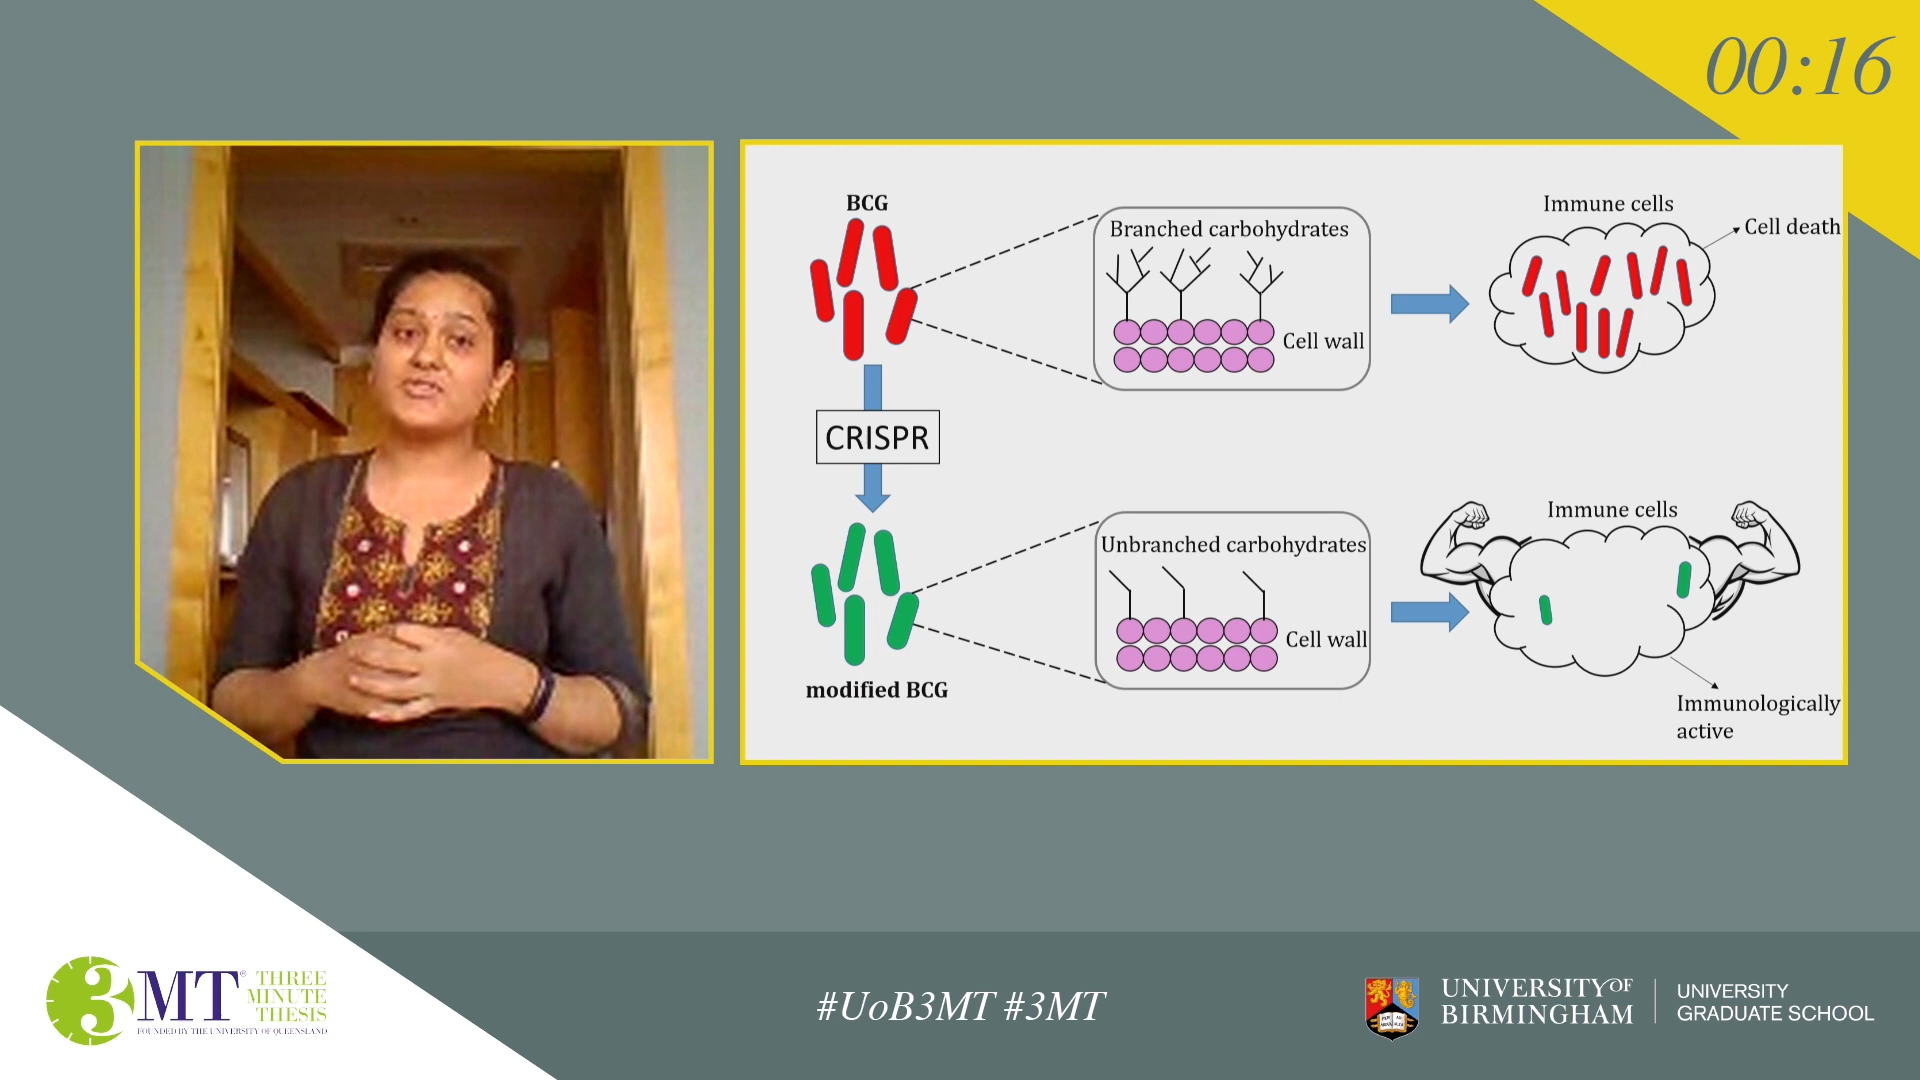 00:16
BCG
Branched carbohydrates
Cell wall
Immune cells
Cell death
CRISPR
modified BCG
Unbranched carbohydrates
Cell wall
Immune cells
Immunologically
active
3MT® THREE
MINUTE
THESIS
FOUNDED BY THE UNIVERSITY OF QUEENSLAND
#UoB3MT #3MT
UNIVERSITY OF
BIRMINGHAM
UNIVERSITY
GRADUATE SCHOOL